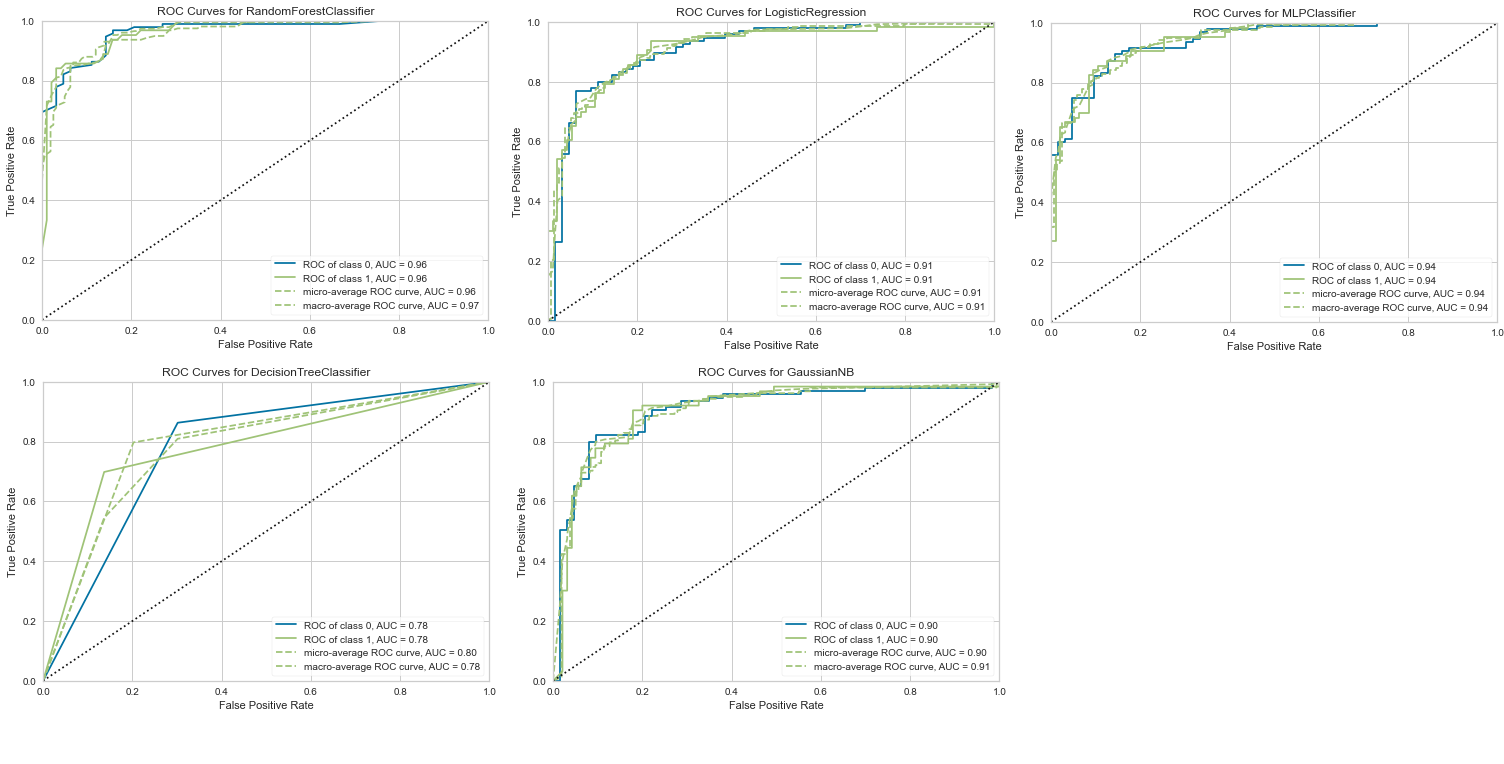 ROC Curves for RandomForestClassifier
True Positive Rate
1.0
0.8
0.6
0.4
0.2
0.0
ROC of class 0, AUC = 0.96
ROC of class 1, AUC = 0.96
micro-average ROC curve, AUC = 0.96
macro-average ROC curve, AUC = 0.97
0.0 0.2 0.4 0.6 0.8 1.0
False Positive Rate
ROC Curves for LogisticRegression
True Positive Rate
1.0
0.8
0.6
0.4
0.2
0.0
ROC of class 0, AUC = 0.91
ROC of class 1, AUC = 0.91
micro-average ROC curve, AUC = 0.91
macro-average ROC curve, AUC = 0.91
0.0 0.2 0.4 0.6 0.8 1.0
False Positive Rate
ROC Curves for MLPClassifier
True Positive Rate
1.0
0.8
0.6
0.4
0.2
0.0
ROC of class 0, AUC = 0.94
ROC of class 1, AUC = 0.94
micro-average ROC curve, AUC = 0.94
macro-average ROC curve, AUC = 0.94
0.0 0.2 0.4 0.6 0.8 1.0
False Positive Rate
ROC Curves for DecisionTreeClassifier
True Positive Rate
1.0
0.8
0.6
0.4
0.2
0.0
ROC of class 0, AUC = 0.78
ROC of class 1, AUC = 0.78
micro-average ROC curve, AUC = 0.80
macro-average ROC curve, AUC = 0.78
0.0 0.2 0.4 0.6 0.8 1.0
False Positive Rate
ROC Curves for GaussianNB
True Positive Rate
1.0
0.8
0.6
0.4
0.2
0.0
ROC of class 0, AUC = 0.90
ROC of class 1, AUC = 0.90
micro-average ROC curve, AUC = 0.90
macro-average ROC curve, AUC = 0.91
0.0 0.2 0.4 0.6 0.8 1.0
False Positive Rate